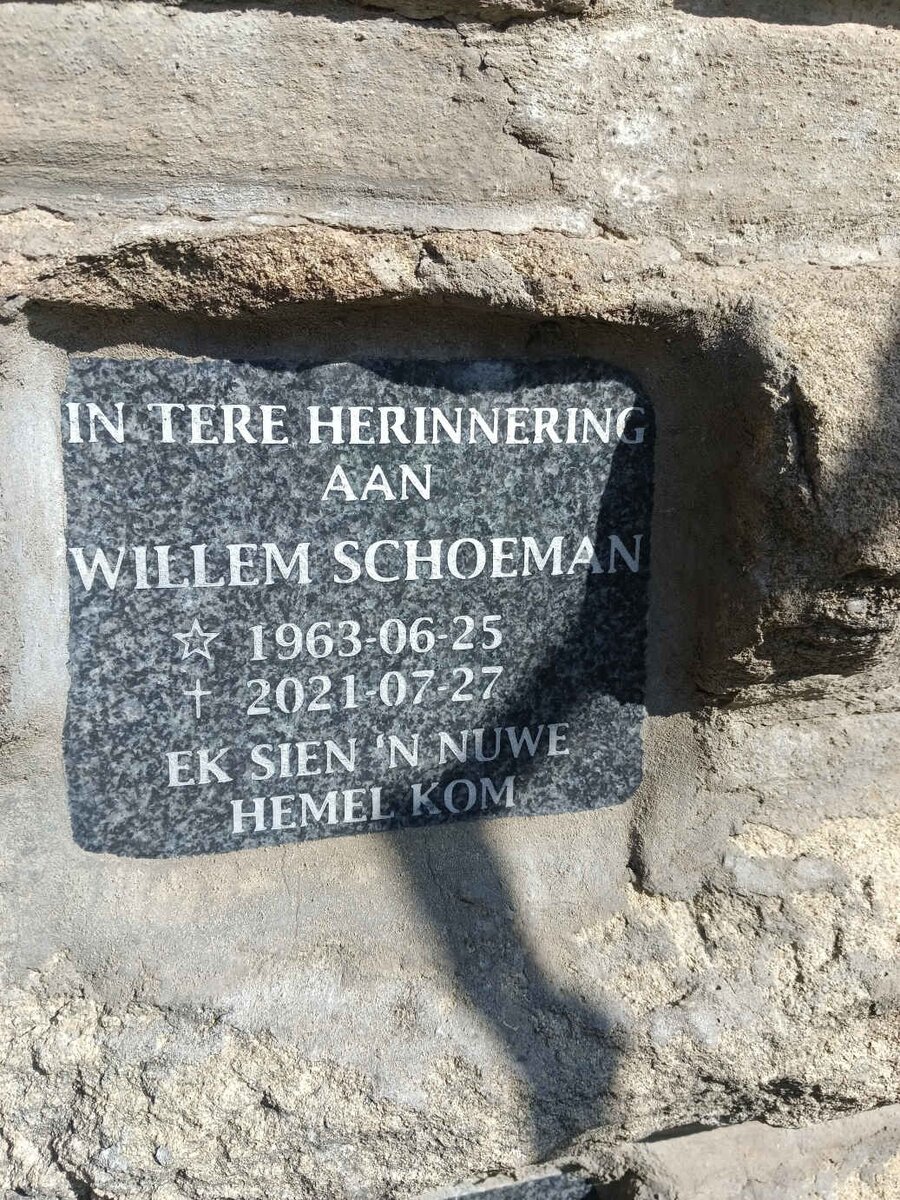 IN TERE HERINNERING
AAN
WILLEM SCHOEMAN
☆ 1963-06-25
† 2021-07-27
EK SIEN 'N NUWE
HEMEL KOM